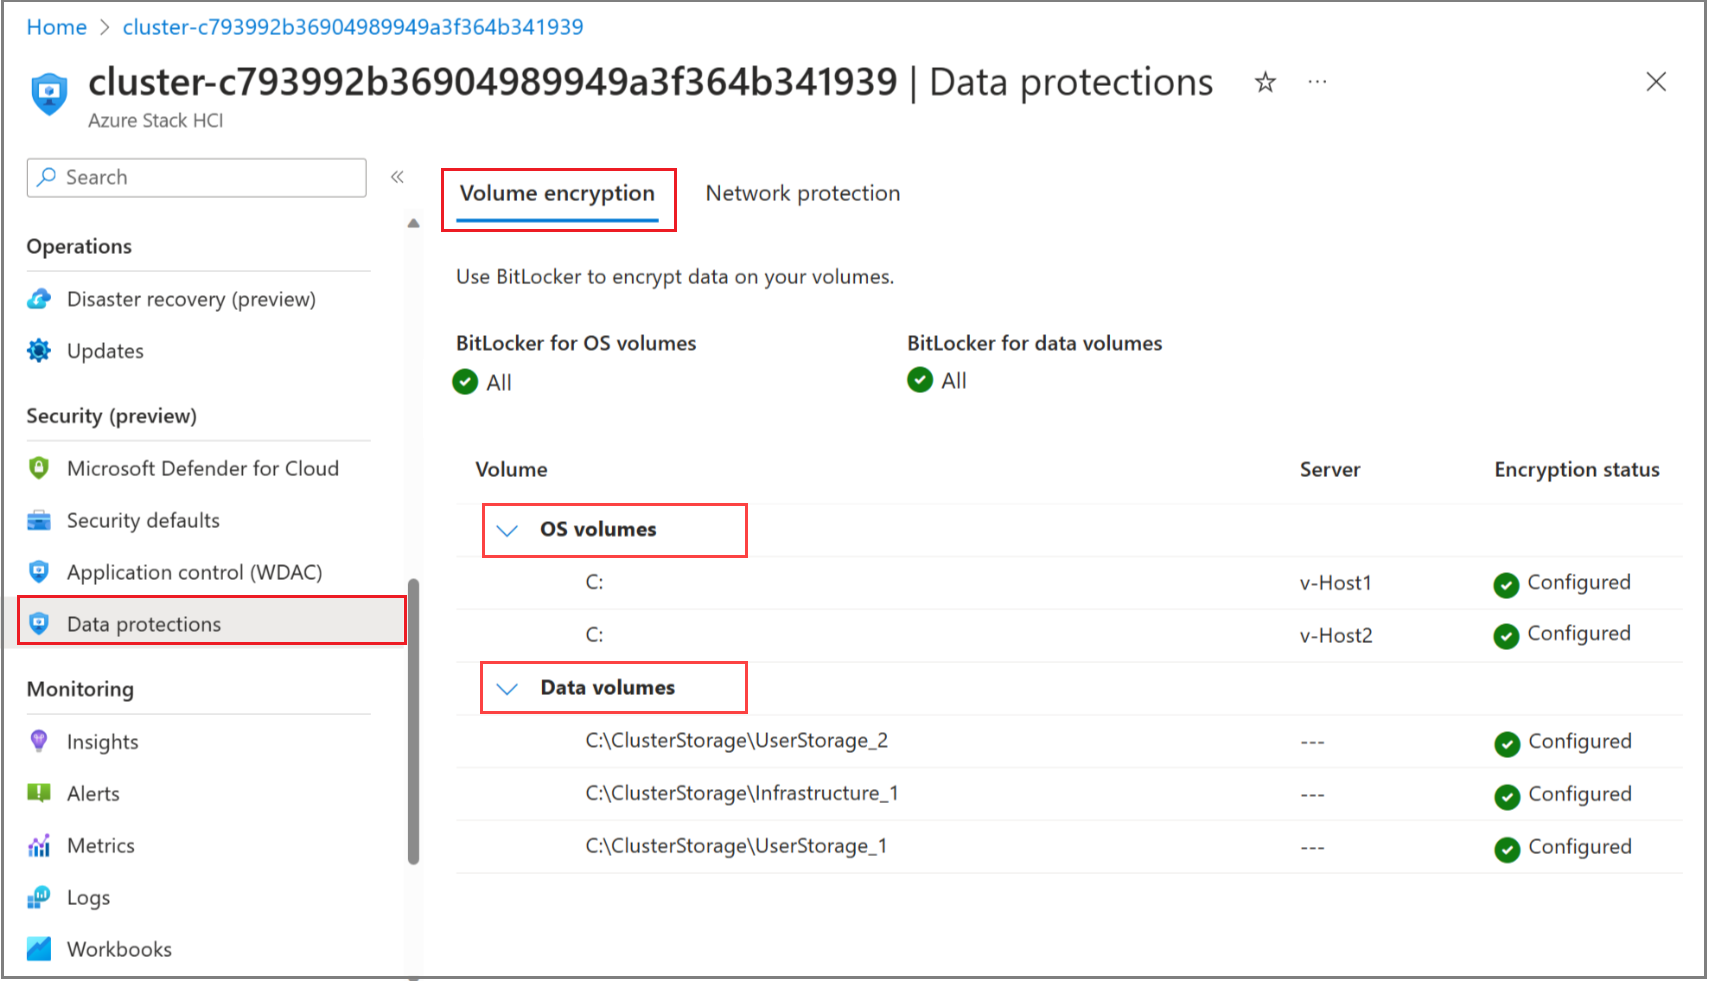 Home > cluster-c793992b36904989949a3f364b341939
cluster-c793992b36904989949a3f364b341939 | Data protections
Azure Stack HCI
Search
Operations
Disaster recovery (preview)
Updates
Security (preview)
Microsoft Defender for Cloud
Security defaults
Application control (WDAC)
Data protections
Monitoring
Insights
Alerts
Metrics
Logs
Workbooks
Volume encryption Network protection
Use BitLocker to encrypt data on your volumes.
BitLocker for OS volumes BitLocker for data volumes
All All
Volume Server Encryption status
OS volumes
C: v-Host1 Configured
C: v-Host2 Configured
Data volumes
C:\ClusterStorage\UserStorage_2 --- Configured
C:\ClusterStorage\Infrastructure_1 --- Configured
C:\ClusterStorage\UserStorage_1 --- Configured